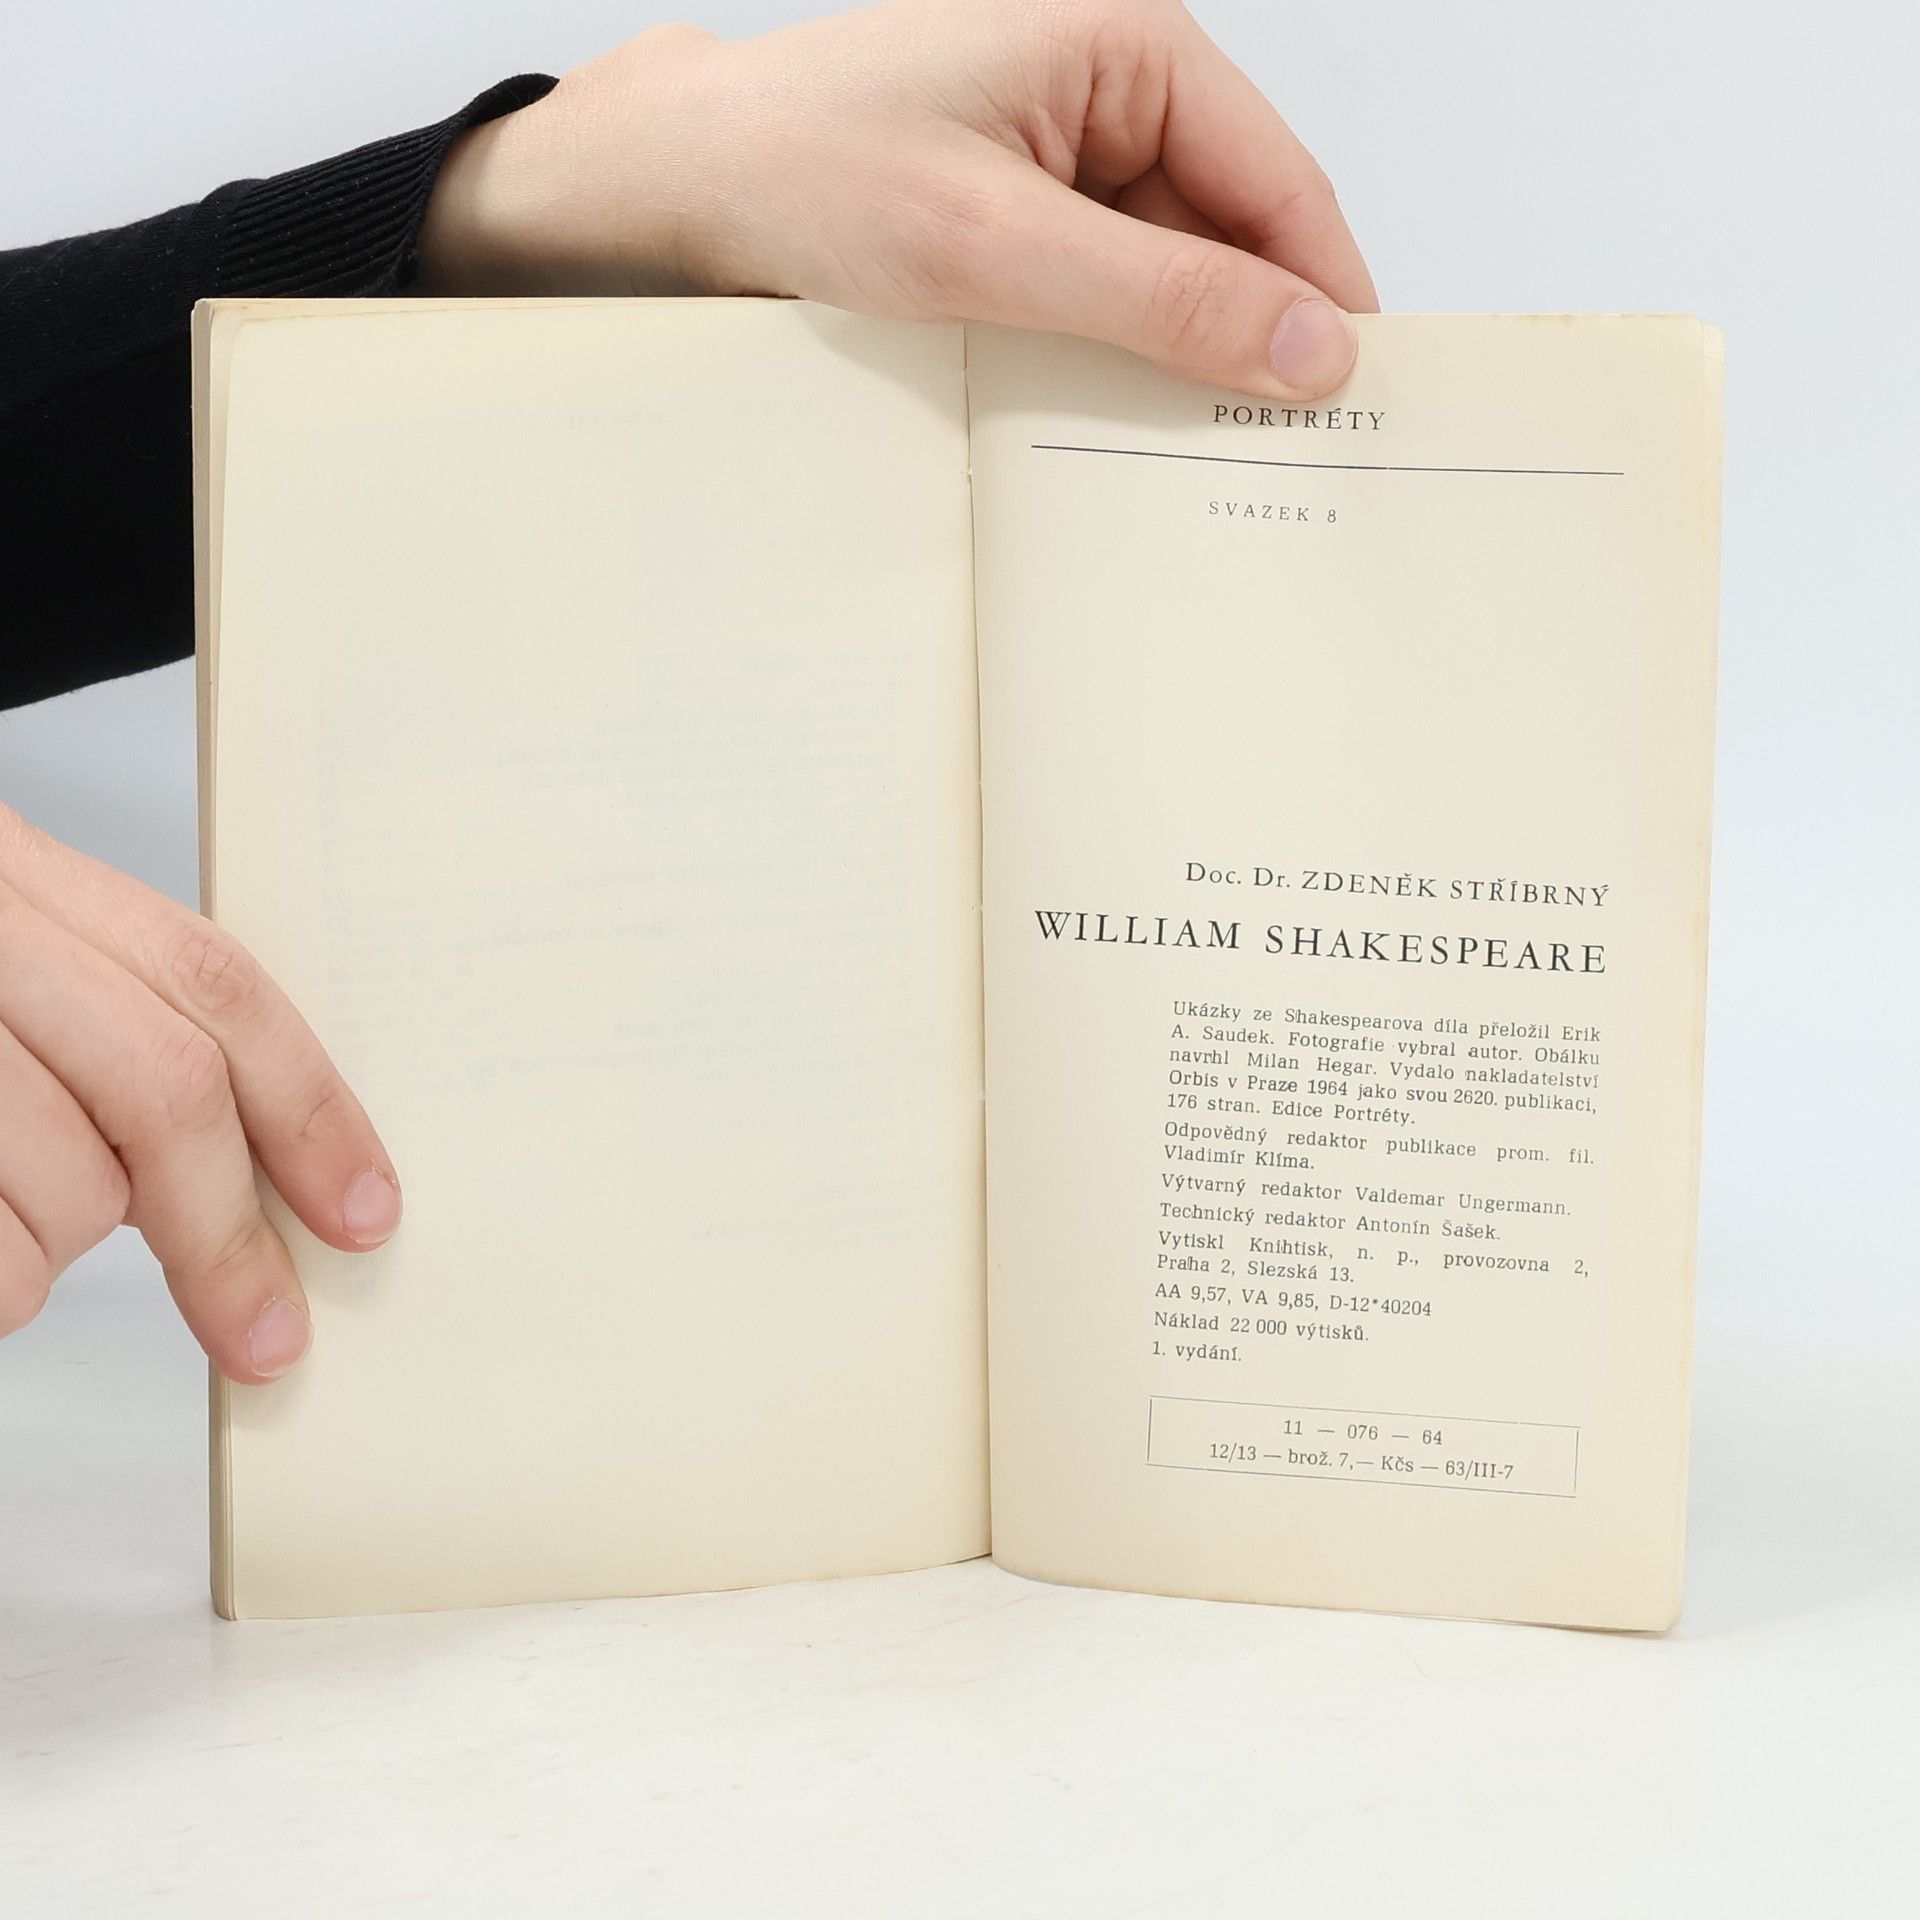 PORTRÉTY
SVAZEK 8
Doc. Dr. ZDENĚK STŘÍBRNÝ
WILLIAM SHAKESPEARE
Ukázky ze Shakespearova díla přeložil Erik
A. Saudek. Fotografie vybral autor. Obálku
navrhl Milan Hegar. Vydalo nakladatelství
Orbis v Praze 1964 jako svou 2620. publikaci,
176 stran. Edice Portréty.
Odpovědný redaktor publikace prom. fil.
Vladimír Klíma.
Výtvarný redaktor Valdemar Ungermann.
Technický redaktor Antonín Šašek.
Vytiskl Knihtisk, n. p., provozovna 2,
Praha 2, Slezská 13.
AA 9,57, VA 9,85, D-12*40204
Náklad 22 000 výtisků.
1. vydání.
11 — 076 — 64
12/13 — brož. 7,— Kčs — 63/III-7